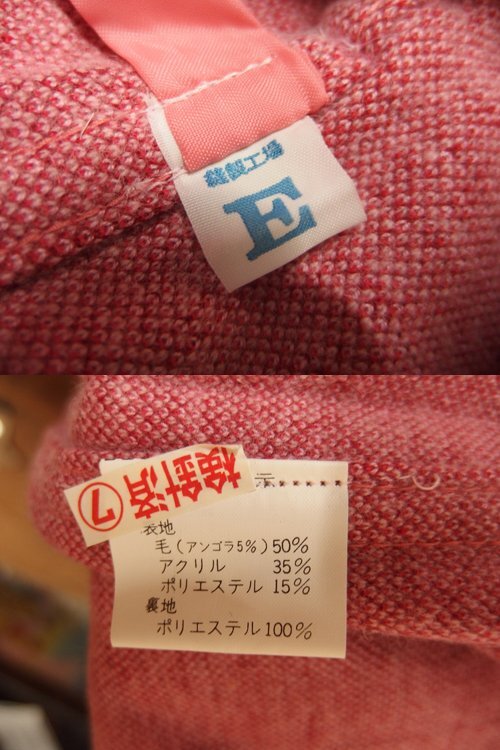 縫製工場
E
検針済⑦
表地
毛(アンゴラ5%)50%
アクリル 35%
ポリエステル 15%
裏地
ポリエステル100%